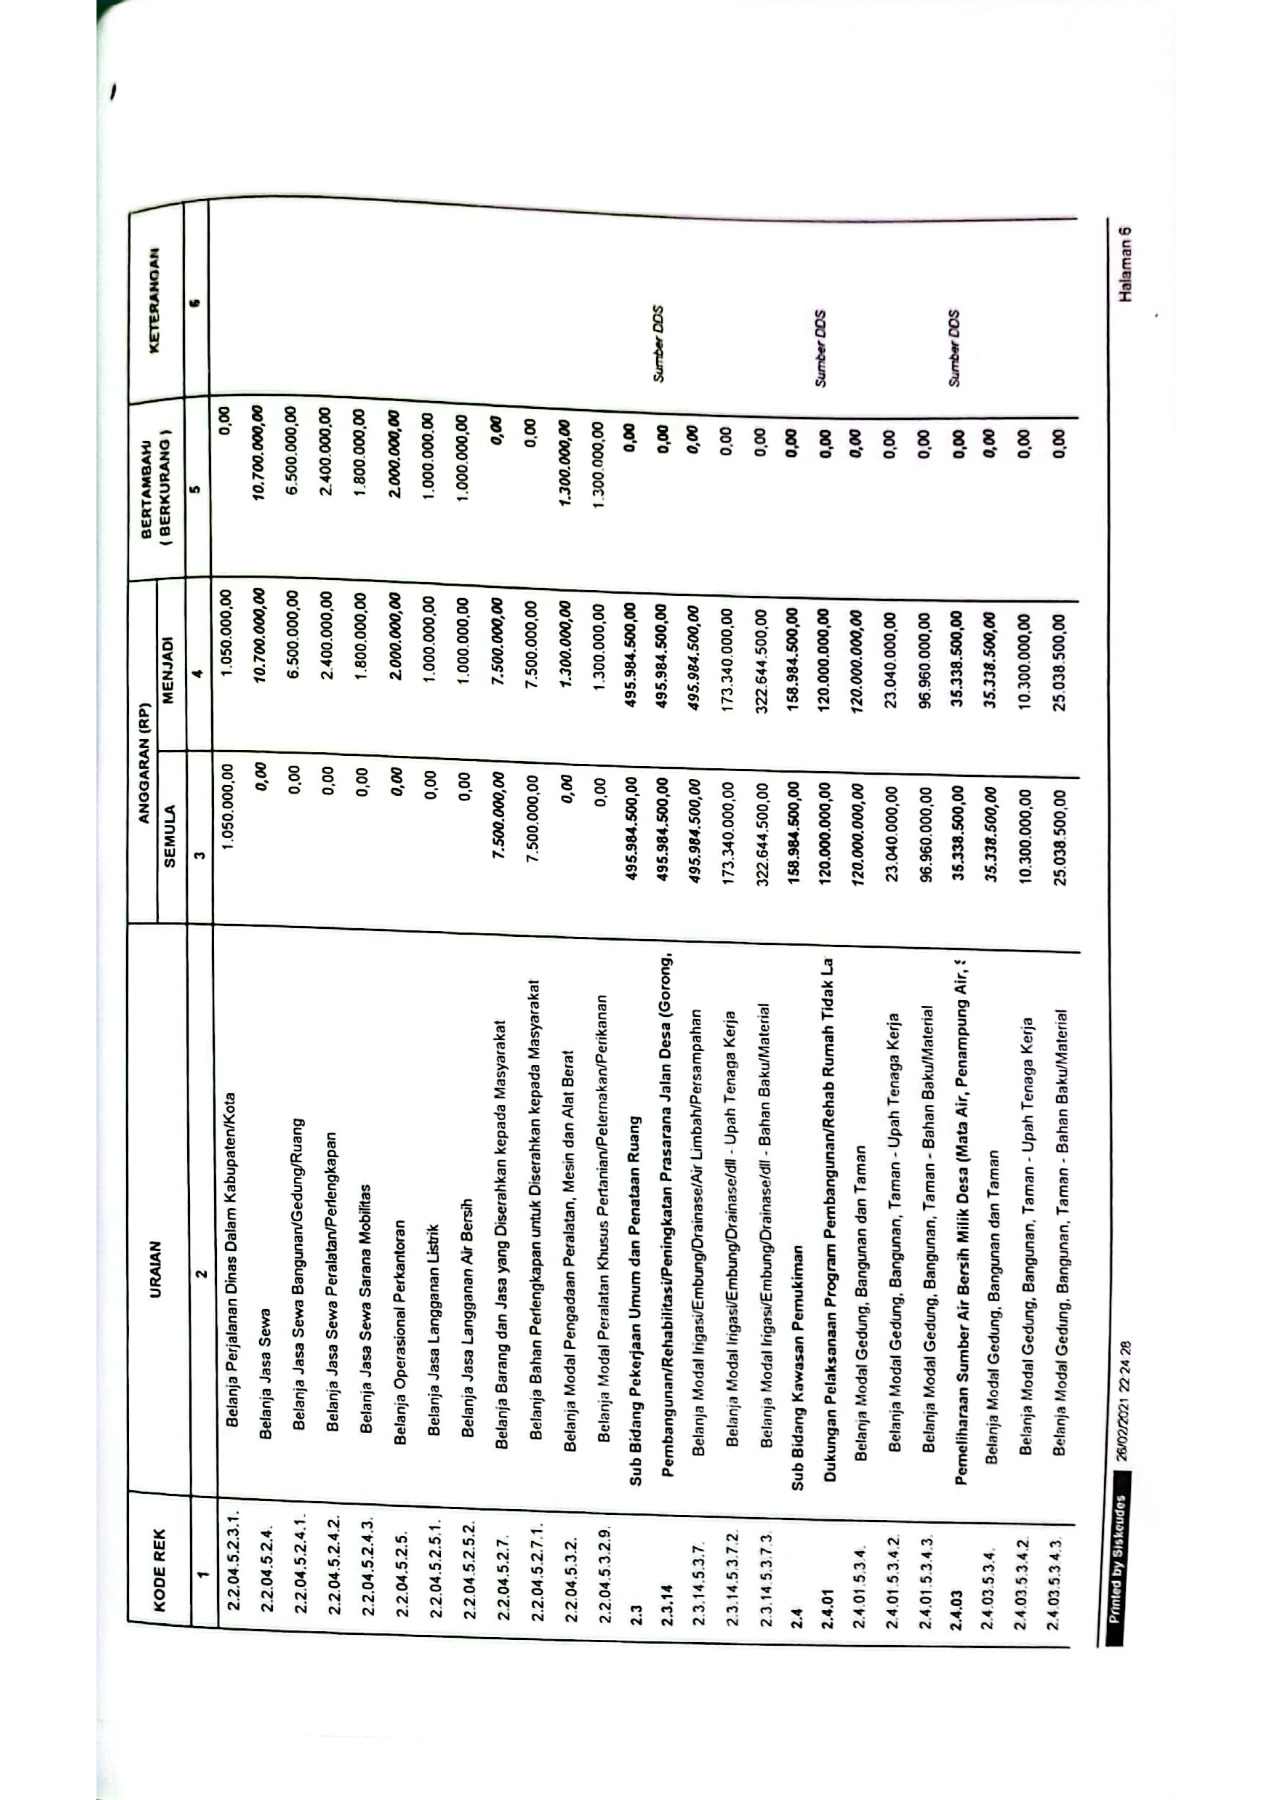 KODE REK URAIAN ANGGARAN (RP) BERTAMBAH/ ( BERKURANG ) KETERANGAN
SEMULA MENJADI
1 2 3 4 5 6
2.2.04.5.2.3.1. Belanja Perjalanan Dinas Dalam Kabupaten/Kota 1.050.000,00 1.050.000,00 0,00
2.2.04.5.2.4. Belanja Jasa Sewa 0,00 10.700.000,00 10.700.000,00
2.2.04.5.2.4.1. Belanja Jasa Sewa Bangunan/Gedung/Ruang 0,00 6.500.000,00 6.500.000,00
2.2.04.5.2.4.2. Belanja Jasa Sewa Peralatan/Perlengkapan 0,00 2.400.000,00 2.400.000,00
2.2.04.5.2.4.3. Belanja Jasa Sewa Sarana Mobilitas 0,00 1.800.000,00 1.800.000,00
2.2.04.5.2.5. Belanja Operasional Perkantoran 0,00 2.000.000,00 2.000.000,00
2.2.04.5.2.5.1. Belanja Jasa Langganan Listrik 0,00 1.000.000,00 1.000.000,00
2.2.04.5.2.5.2. Belanja Jasa Langganan Air Bersih 0,00 1.000.000,00 1.000.000,00
2.2.04.5.2.7. Belanja Barang dan Jasa yang Diserahkan kepada Masyarakat 7.500.000,00 7.500.000,00 0,00
2.2.04.5.2.7.1. Belanja Bahan Perlengkapan untuk Diserahkan kepada Masyarakat 7.500.000,00 7.500.000,00 0,00
2.2.04.5.3.2. Belanja Modal Pengadaan Peralatan, Mesin dan Alat Berat 0,00 1.300.000,00 1.300.000,00
2.2.04.5.3.2.9. Belanja Modal Peralatan Khusus Pertanian/Peternakan/Perikanan 0,00 1.300.000,00 1.300.000,00
2.3 Sub Bidang Pekerjaan Umum dan Penataan Ruang 495.984.500,00 495.984.500,00 0,00
2.3.14 Pembangunan/Rehabilitasi/Peningkatan Prasarana Jalan Desa (Gorong, 495.984.500,00 495.984.500,00 0,00 Sumber DDS
2.3.14.5.3.7. Belanja Modal Irigasi/Embung/Drainase/Air Limbah/Persampahan 495.984.500,00 495.984.500,00 0,00
2.3.14.5.3.7.2. Belanja Modal Irigasi/Embung/Drainase/dll - Upah Tenaga Kerja 173.340.000,00 173.340.000,00 0,00
2.3.14.5.3.7.3. Belanja Modal Irigasi/Embung/Drainase/dll - Bahan Baku/Material 322.644.500,00 322.644.500,00 0,00
2.4 Sub Bidang Kawasan Pemukiman 158.984.500,00 158.984.500,00 0,00
2.4.01 Dukungan Pelaksanaan Program Pembangunan/Rehab Rumah Tidak La 120.000.000,00 120.000.000,00 0,00 Sumber DDS
2.4.01.5.3.4. Belanja Modal Gedung, Bangunan dan Taman 120.000.000,00 120.000.000,00 0,00
2.4.01.5.3.4.2. Belanja Modal Gedung, Bangunan, Taman - Upah Tenaga Kerja 23.040.000,00 23.040.000,00 0,00
2.4.01.5.3.4.3. Belanja Modal Gedung, Bangunan, Taman - Bahan Baku/Material 96.960.000,00 96.960.000,00 0,00
2.4.03 Pemeliharaan Sumber Air Bersih Milik Desa (Mata Air, Penampung Air, 35.338.500,00 35.338.500,00 0,00 Sumber DDS
2.4.03.5.3.4. Belanja Modal Gedung, Bangunan dan Taman 35.338.500,00 35.338.500,00 0,00
2.4.03.5.3.4.2. Belanja Modal Gedung, Bangunan, Taman - Upah Tenaga Kerja 10.300.000,00 10.300.000,00 0,00
2.4.03.5.3.4.3. Belanja Modal Gedung, Bangunan, Taman - Bahan Baku/Material 25.038.500,00 25.038.500,00 0,00
Printed by Siskeudes 26/02/2021 22:24:28 Halaman 6